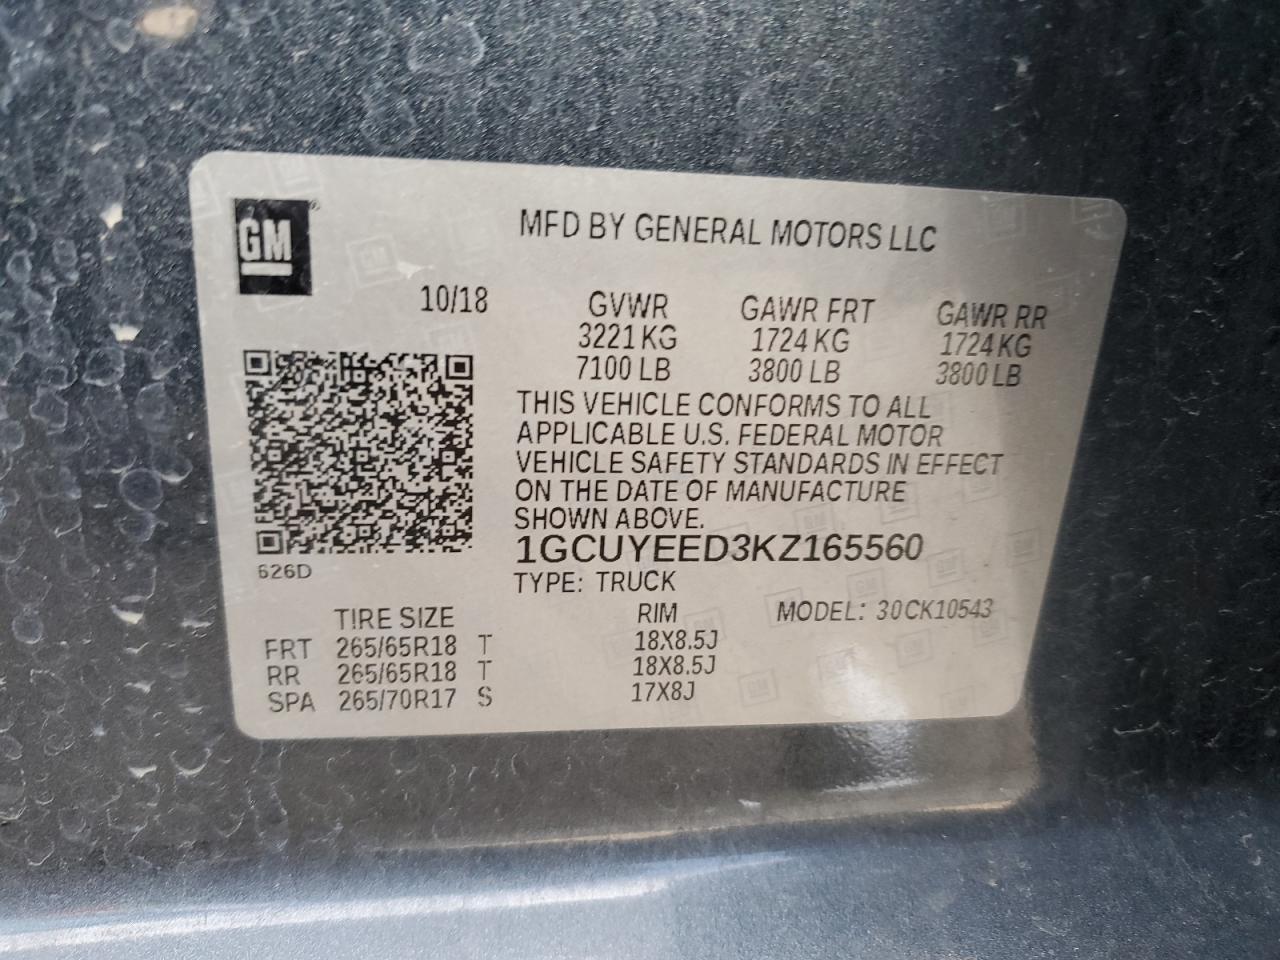 GM
MFD BY GENERAL MOTORS LLC
10/18
GVWR GAWR FRT GAWR RR
3221 KG 1724 KG 1724 KG
7100 LB 3800 LB 3800 LB
THIS VEHICLE CONFORMS TO ALL
APPLICABLE U.S. FEDERAL MOTOR
VEHICLE SAFETY STANDARDS IN EFFECT
ON THE DATE OF MANUFACTURE
SHOWN ABOVE.
1GCUYEED3KZ165560
626D
TYPE: TRUCK
TIRE SIZE RIM MODEL: 30CK10543
FRT 265/65R18 T 18X8.5J
RR 265/65R18 T 18X8.5J
SPA 265/70R17 S 17X8J